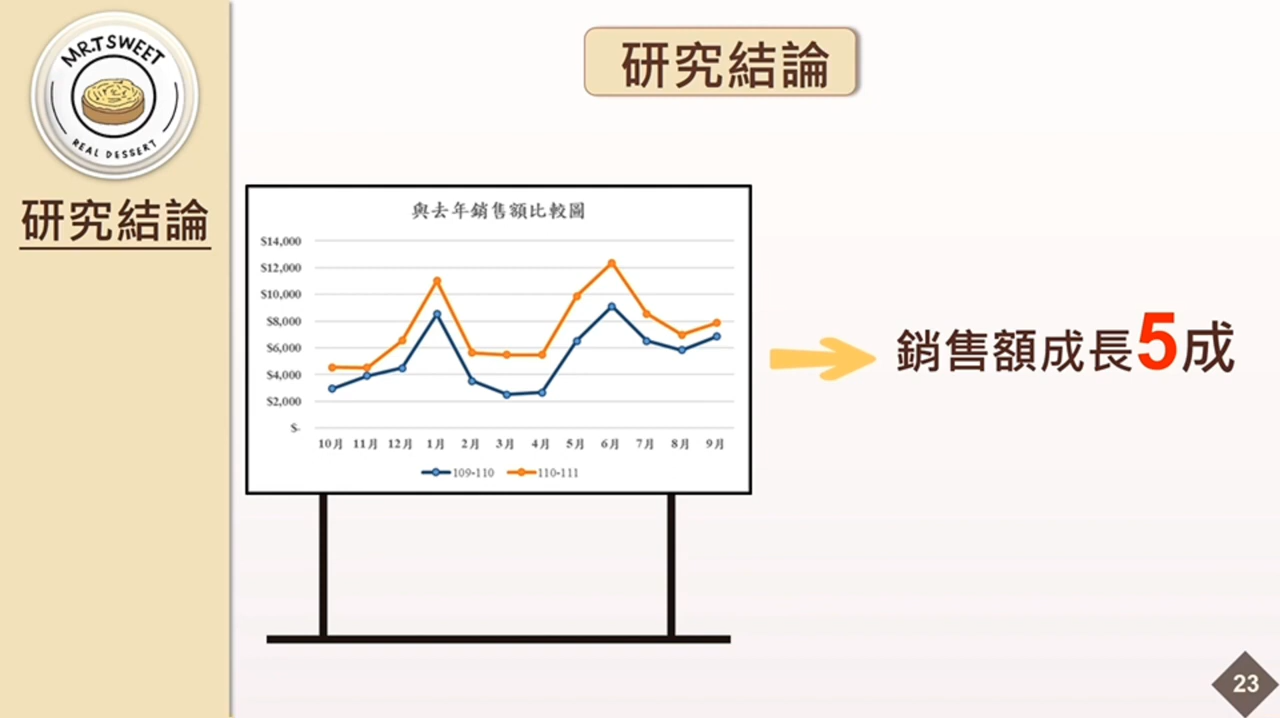 MR.T SWEET
REAL DESSERT
研究結論
研究結論
與去年銷售額比較圖
$14,000
$12,000
$10,000
$8,000
$6,000
$4,000
$2,000
$-
10月 11月 12月 1月 2月 3月 4月 5月 6月 7月 8月 9月
109-110 110-111
銷售額成長5成
23